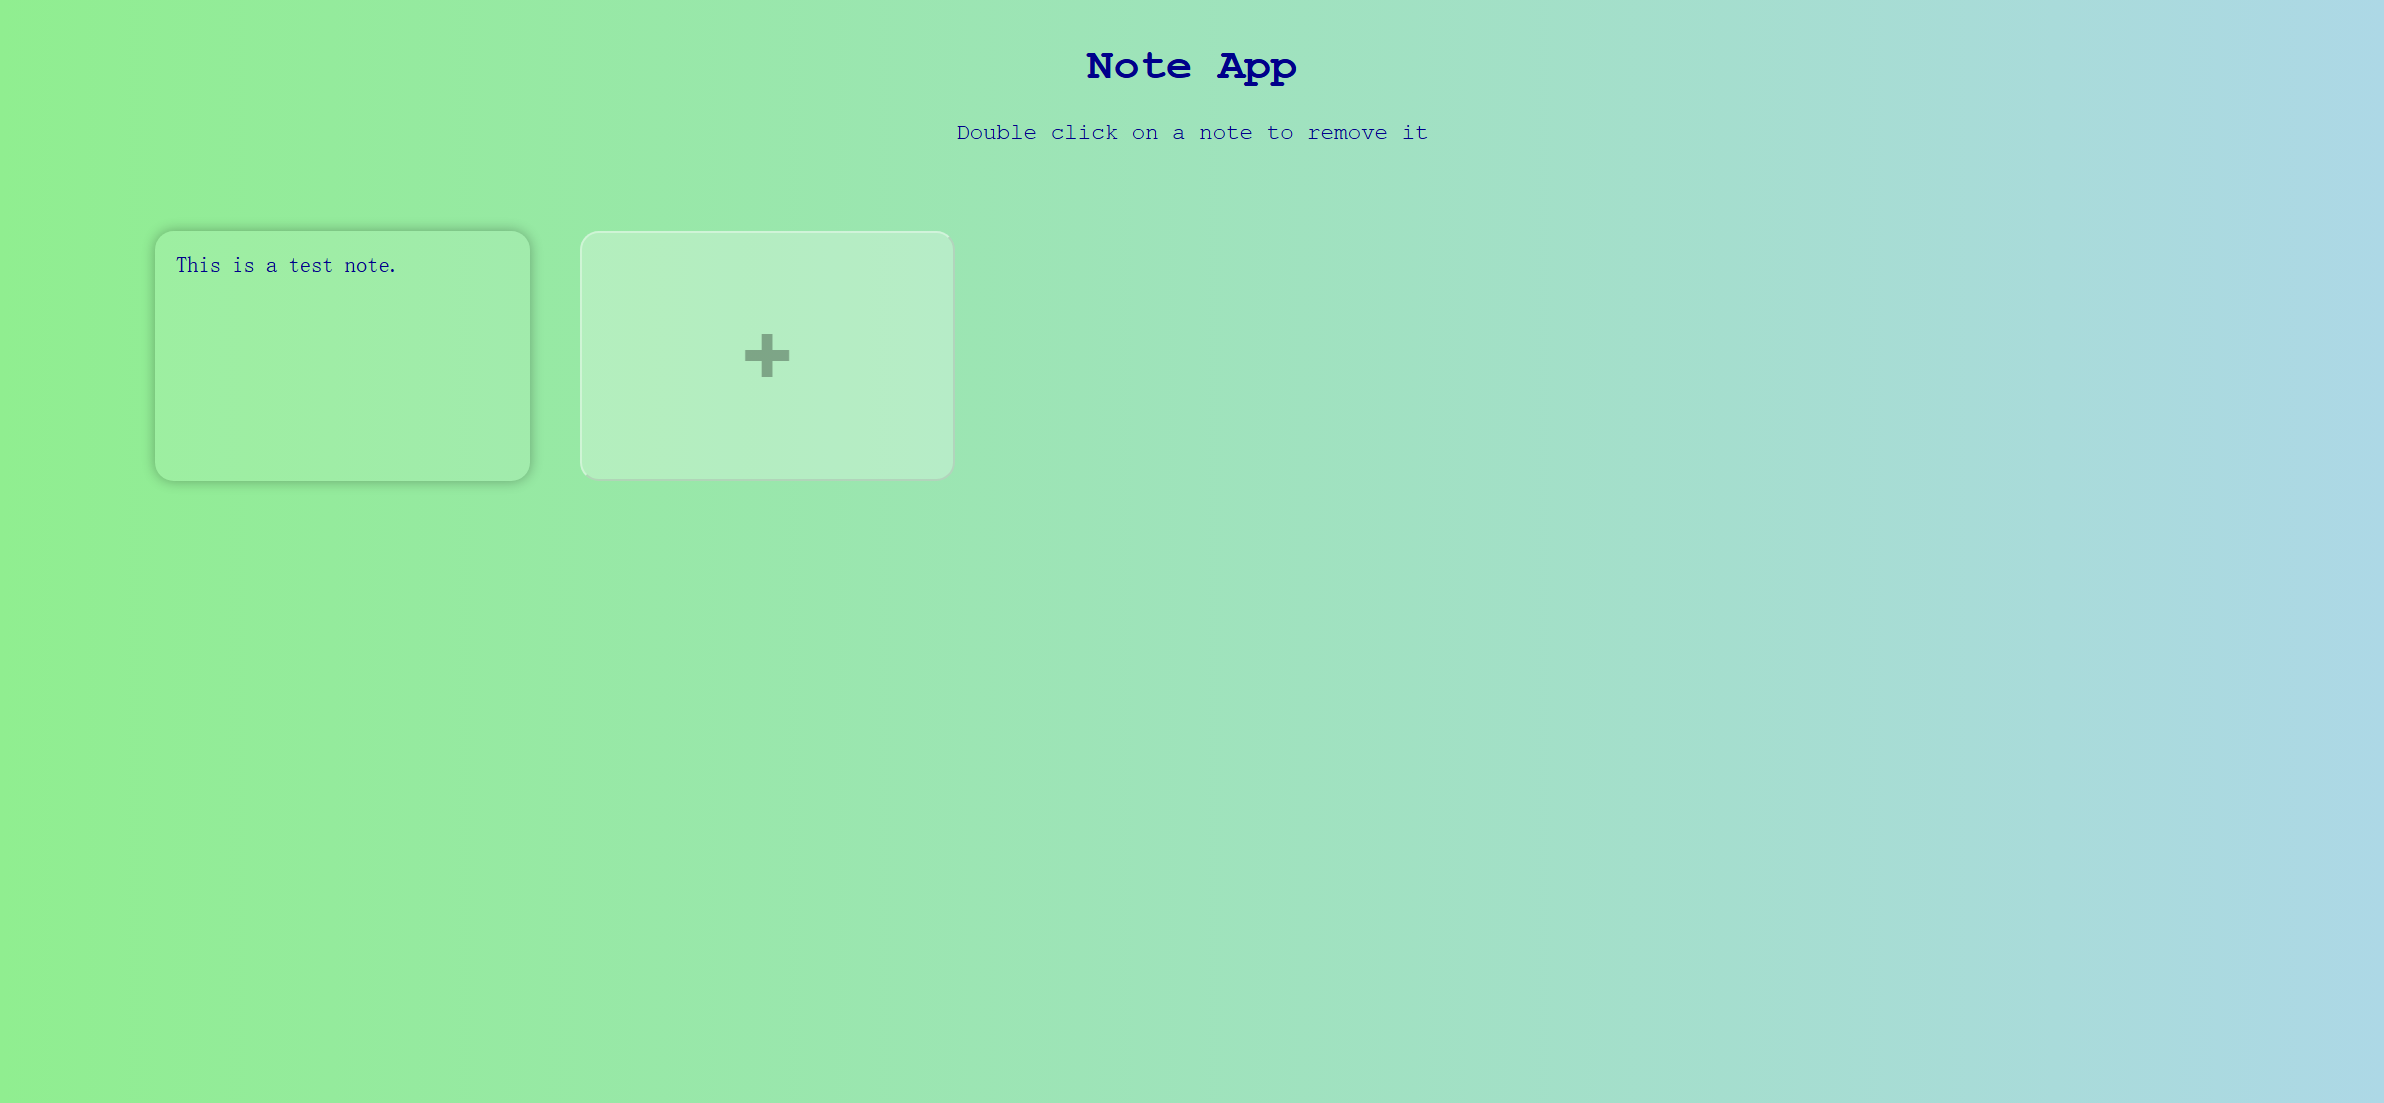 Note App
Double click on a note to remove it
This is a test note.
+